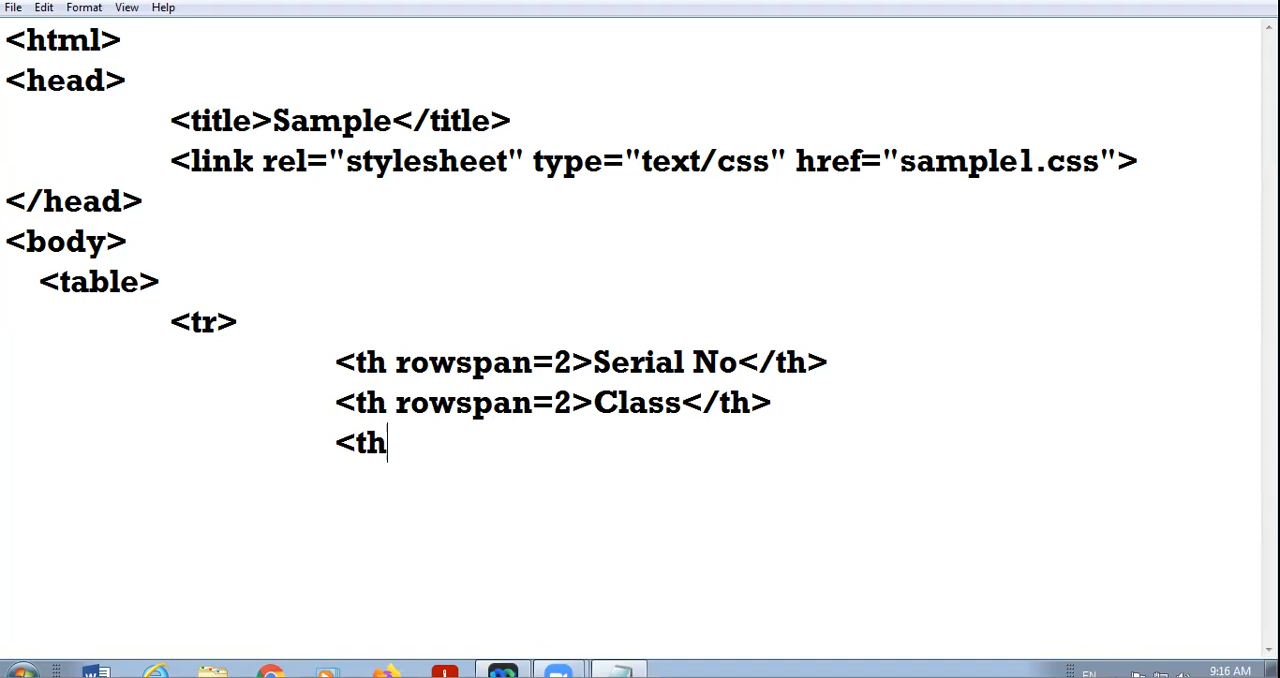 File Edit Format View Help
<html>
<head>
<title>Sample</title>
<link rel="stylesheet" type="text/css" href="sample1.css">
</head>
<body>
<table>
<tr>
<th rowspan=2>Serial No</th>
<th rowspan=2>Class</th>
<th
EN
9:16 AM